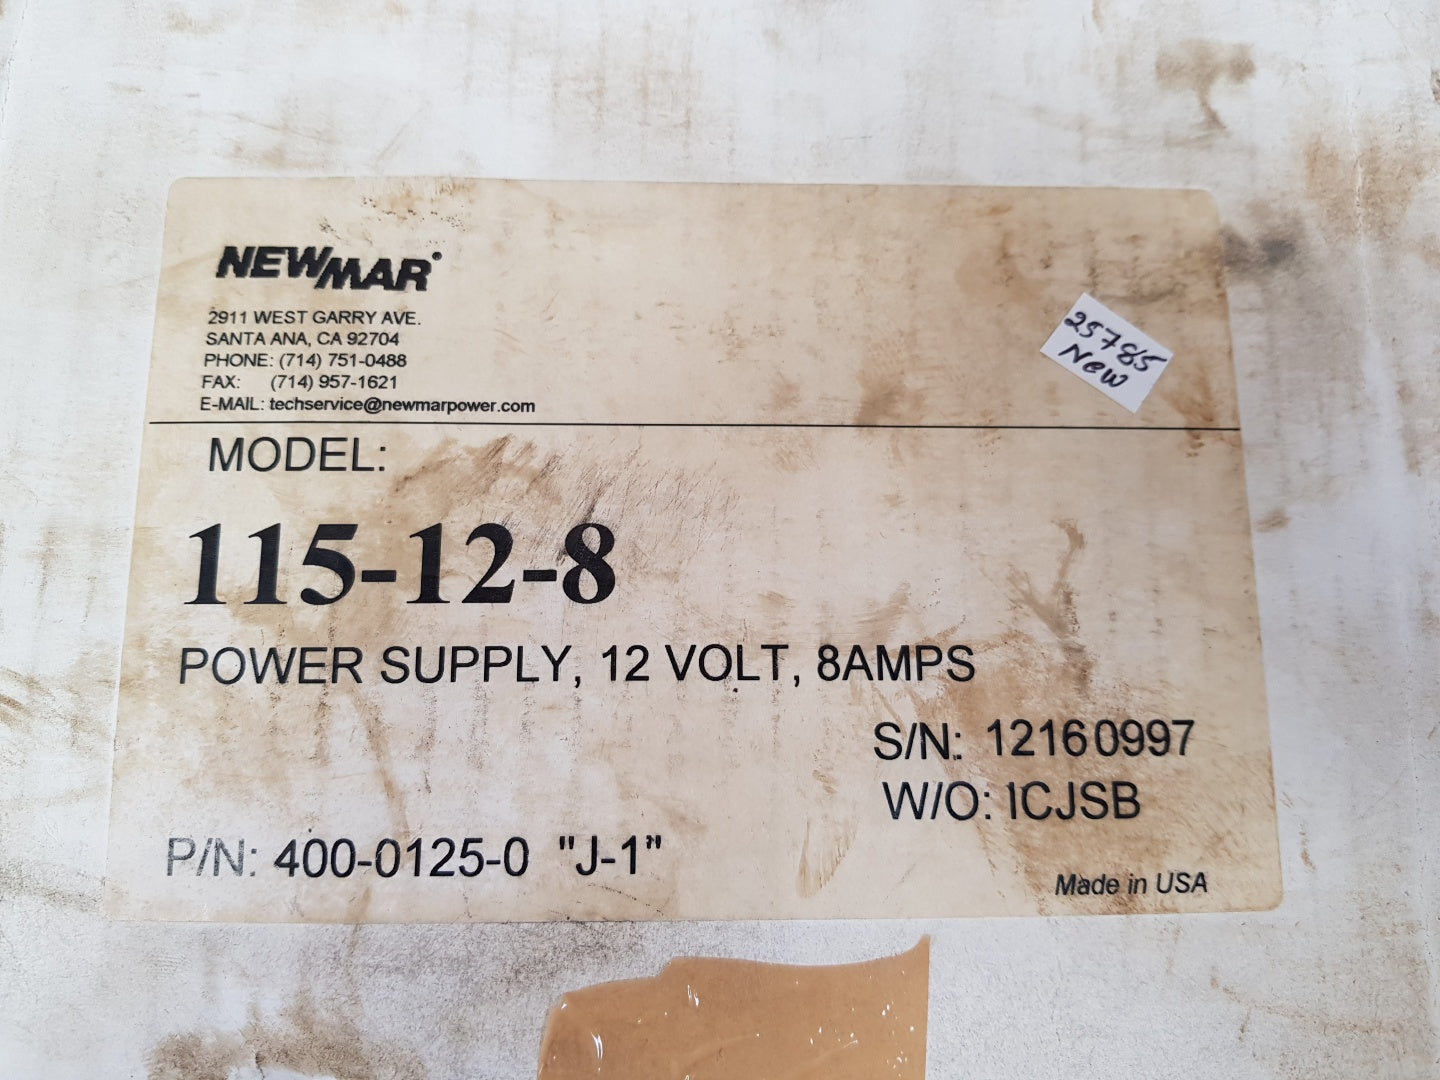 NEWMAR®
2911 WEST GARRY AVE.
SANTA ANA, CA 92704
PHONE: (714) 751-0488
FAX: (714) 957-1621
E-MAIL: techservice@newmarpower.com
25785
New
MODEL:
115-12-8
POWER SUPPLY, 12 VOLT, 8AMPS
S/N: 12160997
W/O: ICJSB
P/N: 400-0125-0 "J-1"
Made in USA